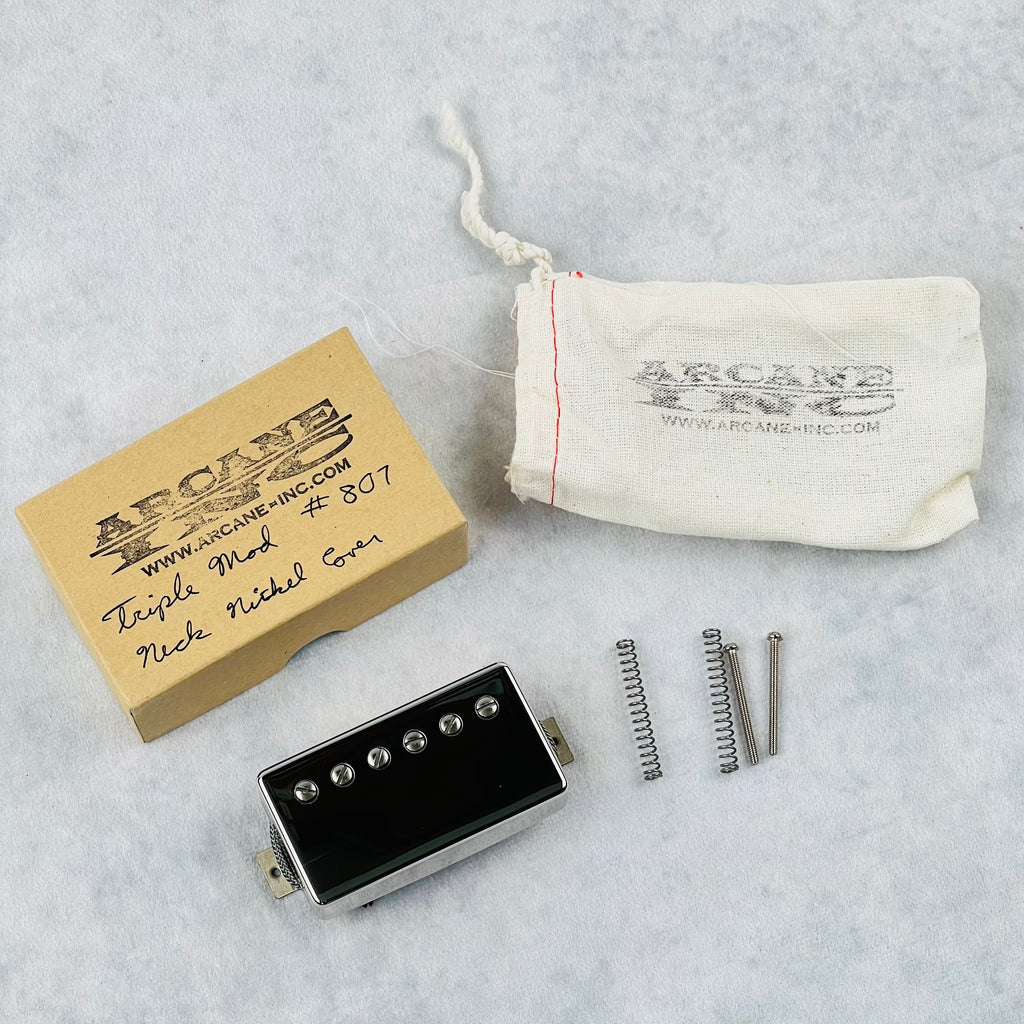 ARCANE
INC
WWW.ARCANE-INC.COM
Triple Mod # 807
Neck Nickel Cover
ARCANE
INC
WWW.ARCANE-INC.COM